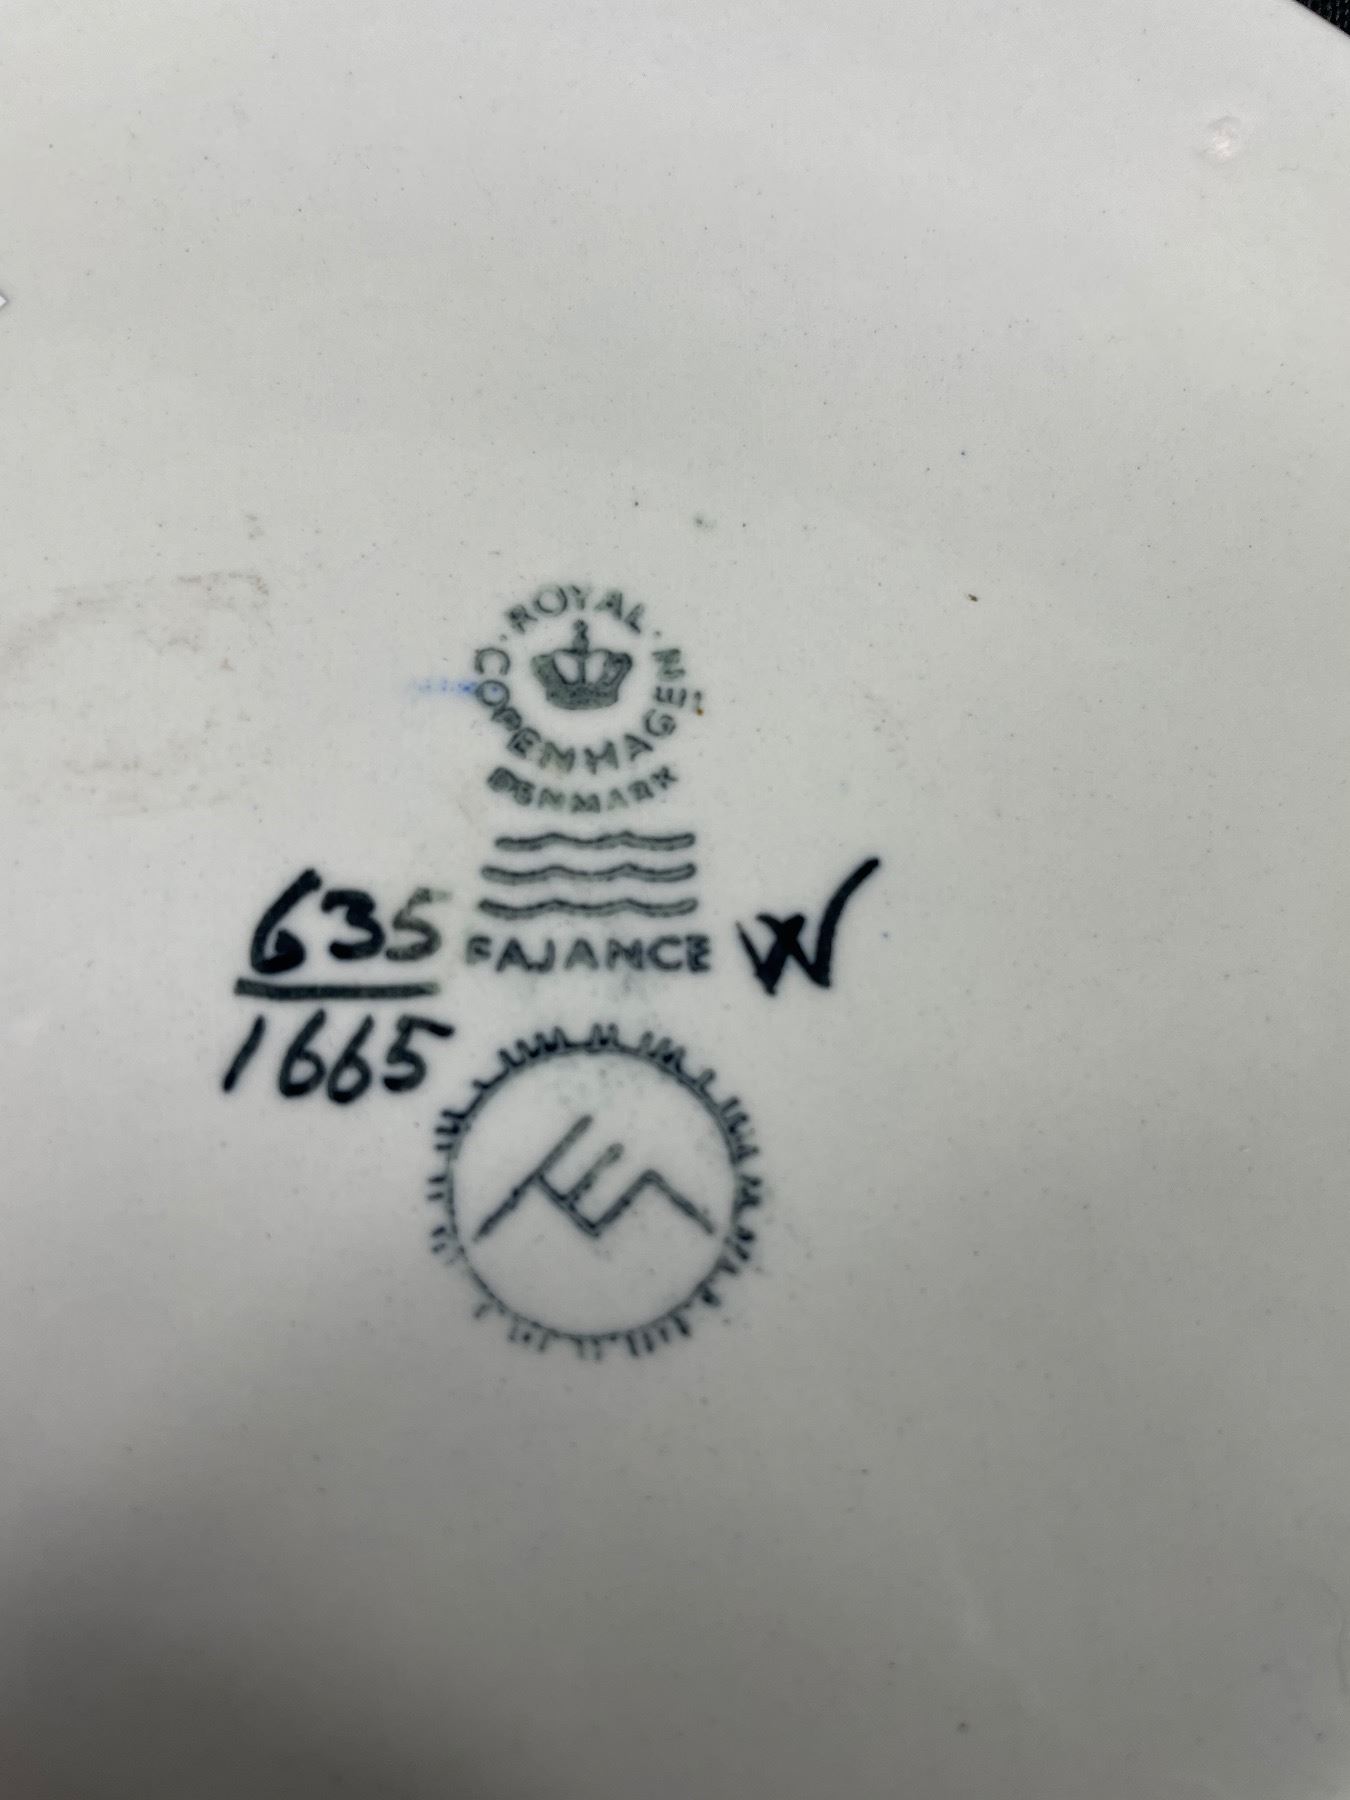 ROYAL
COPENHAGEN
DENMARK
635
FAJANCE
W
1665